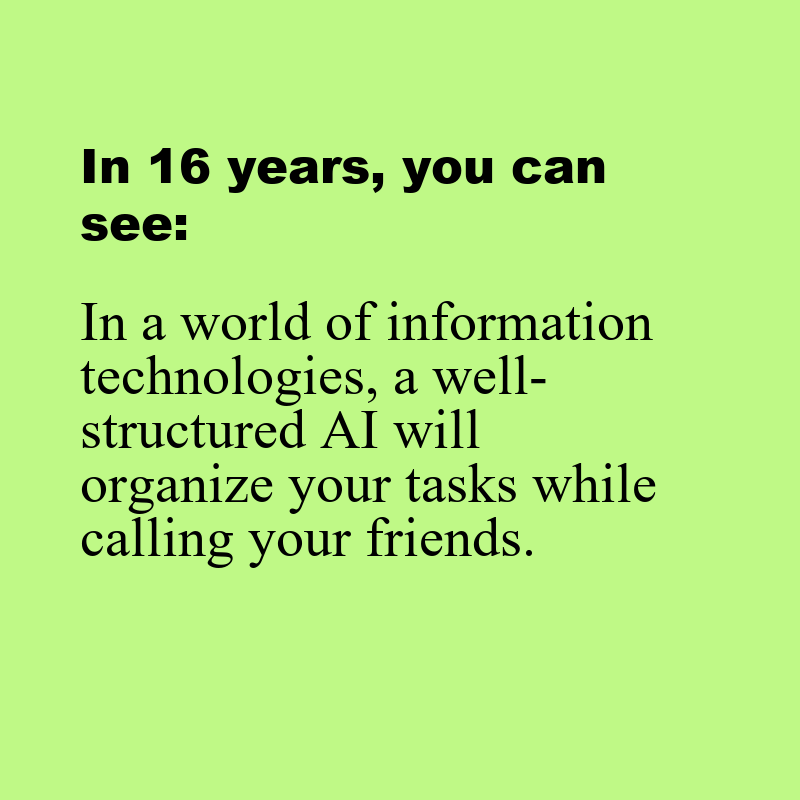 In 16 years, you can
see:
In a world of information
technologies, a well-
structured AI will
organize your tasks while
calling your friends.